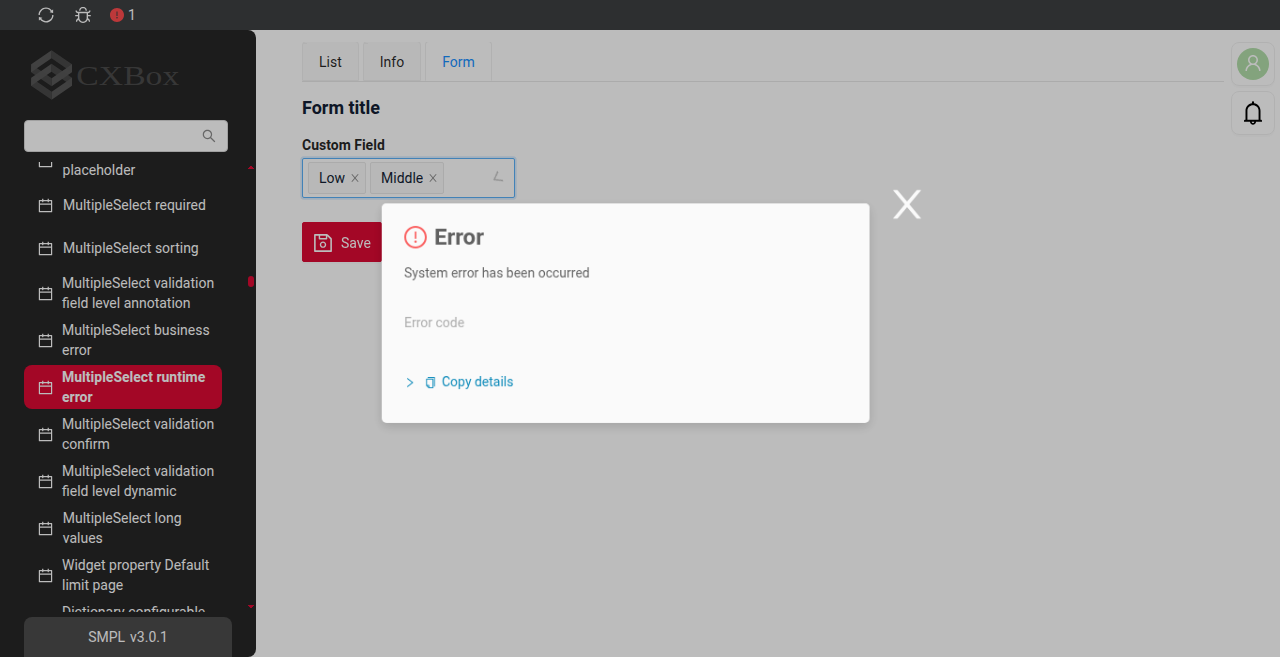 1
CXBox
placeholder
MultipleSelect required
MultipleSelect sorting
MultipleSelect validation
field level annotation
MultipleSelect business
error
MultipleSelect runtime
error
MultipleSelect validation
confirm
MultipleSelect validation
field level dynamic
MultipleSelect long
values
Widget property Default
limit page
Dictionary configurable
SMPL v3.0.1
List
Info
Form
Form title
Custom Field
Low
Middle
Save
Error
System error has been occurred
Error code
Copy details